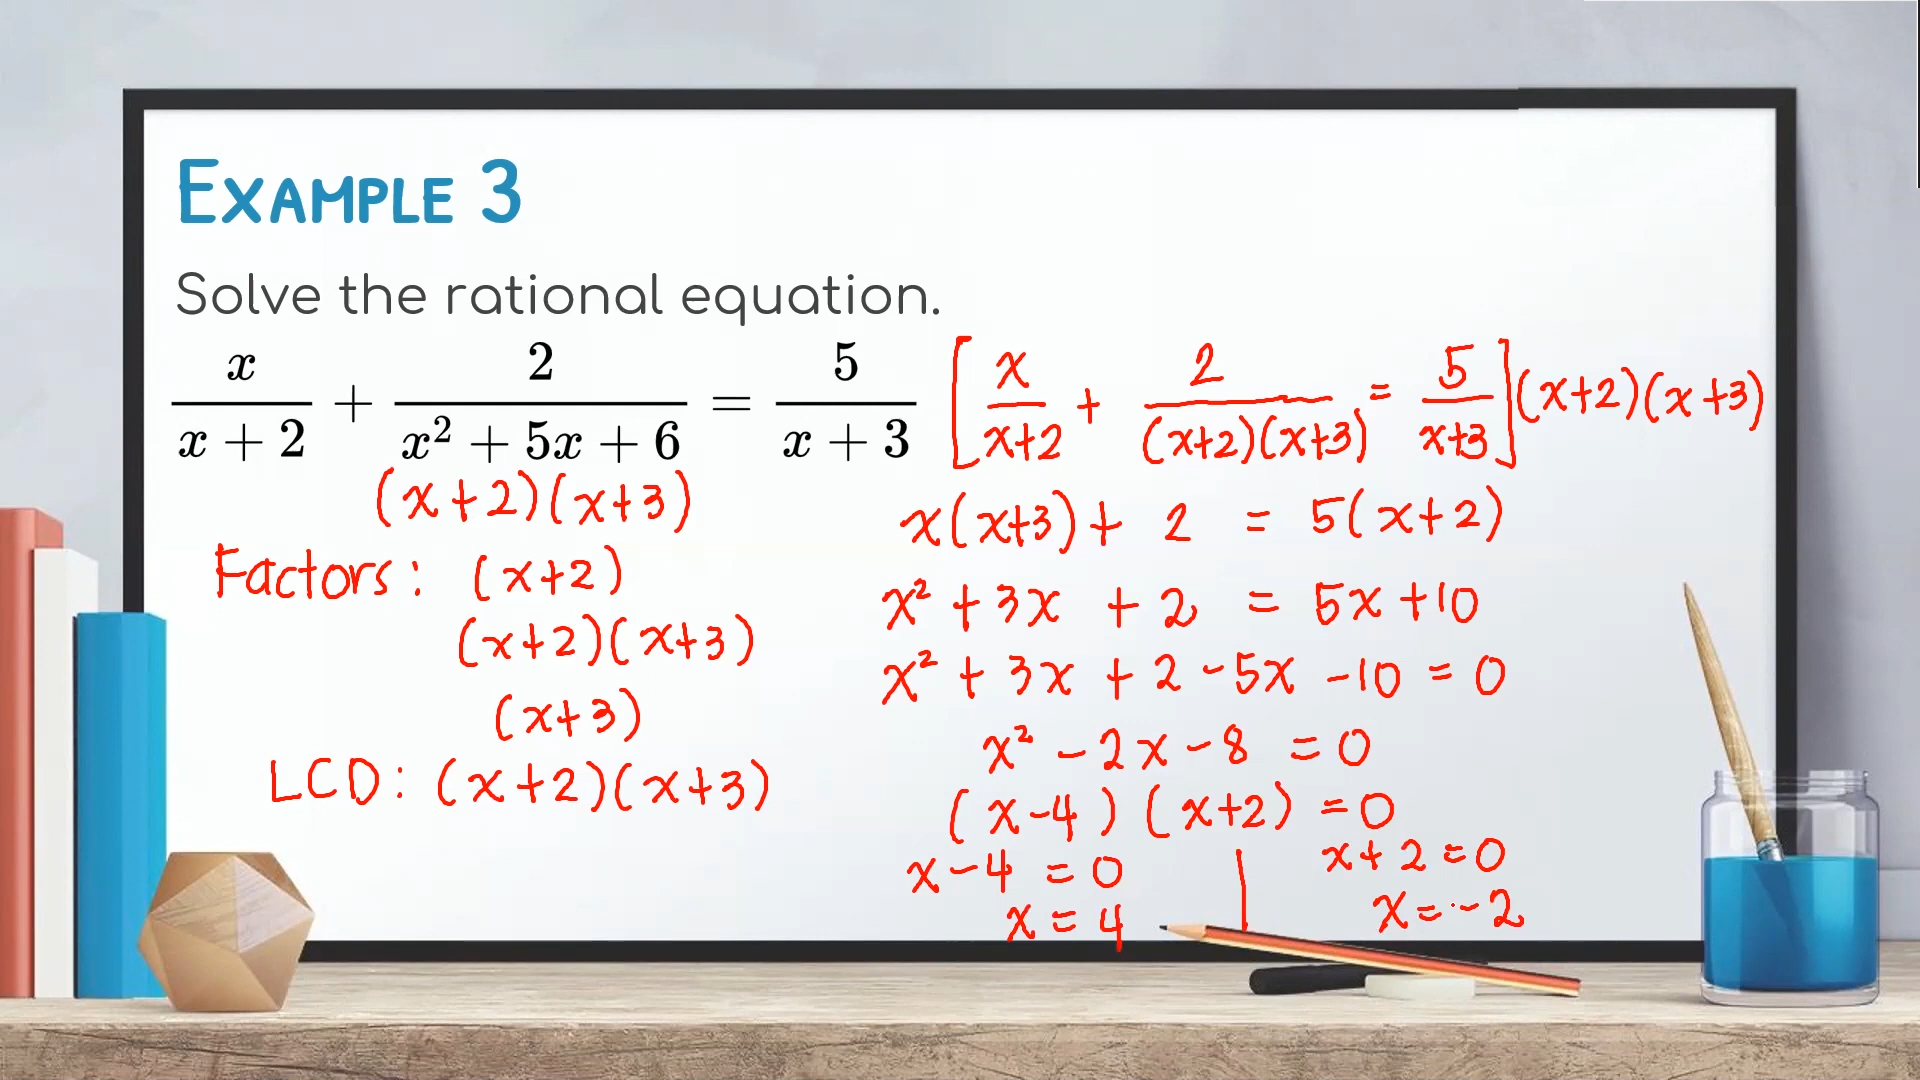 EXAMPLE 3
Solve the rational equation.
x/(x + 2) + 2/(x² + 5x + 6) = 5/(x + 3)
(x+2)(x+3)
Factors: (x+2)
(x+2)(x+3)
(x+3)
LCD: (x+2)(x+3)
[x/(x+2) + 2/((x+2)(x+3)) = 5/(x+3)](x+2)(x+3)
x(x+3) + 2 = 5(x+2)
x² + 3x + 2 = 5x + 10
x² + 3x + 2 - 5x - 10 = 0
x² - 2x - 8 = 0
(x-4)(x+2) = 0
x-4 = 0
x = 4
x+2 = 0
x = -2